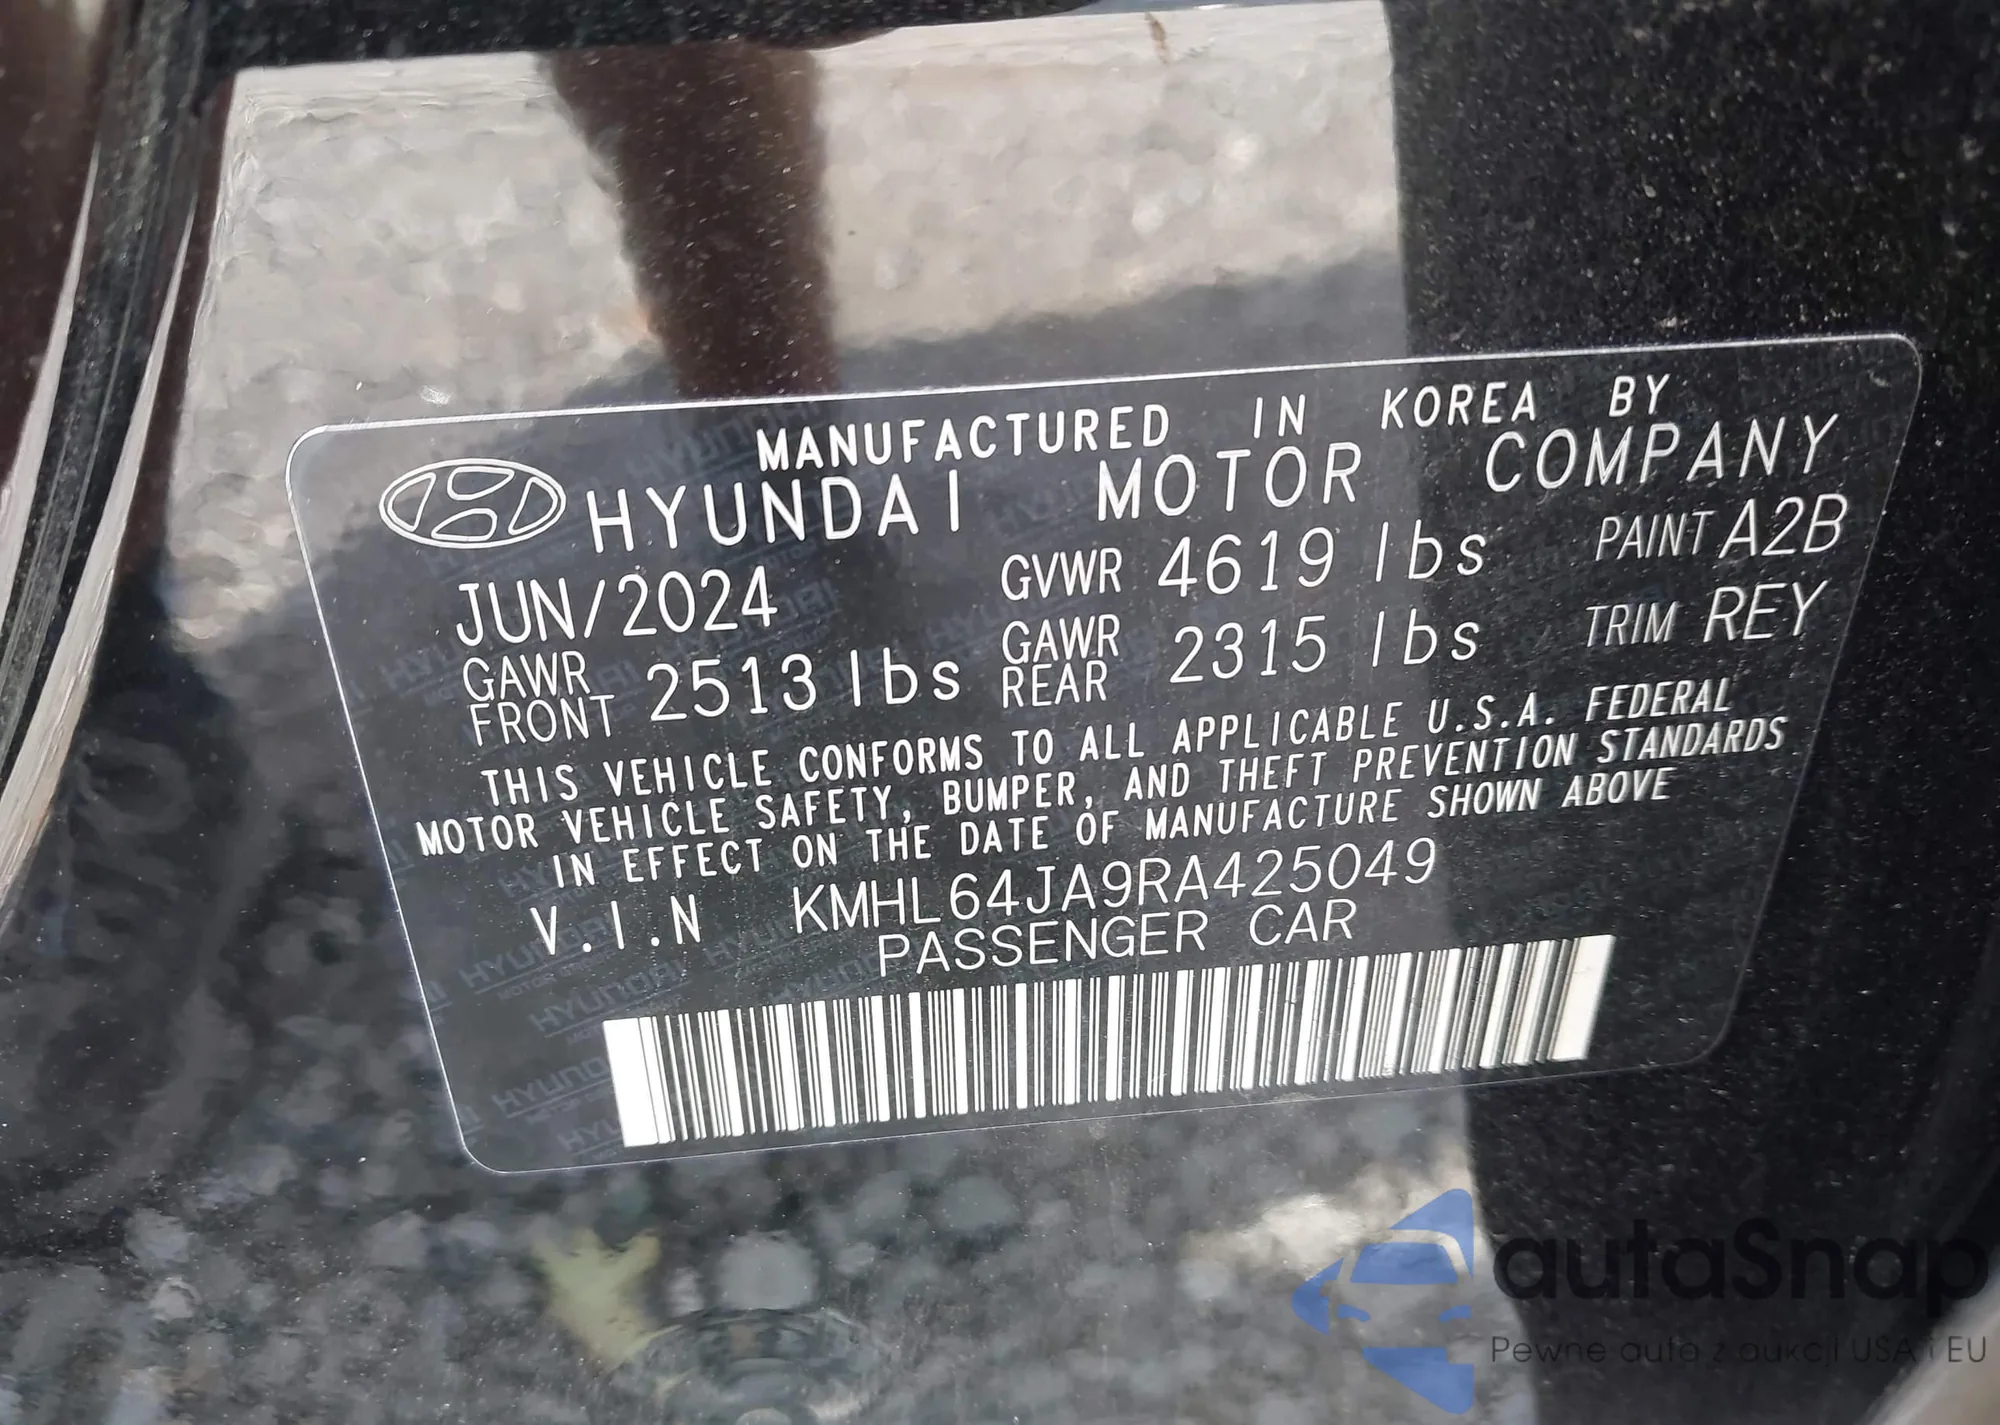 MANUFACTURED IN KOREA BY
HYUNDAI MOTOR COMPANY
JUN/2024 GVWR 4619 lbs PAINT A2B
GAWR FRONT 2513 lbs GAWR REAR 2315 lbs TRIM REY
THIS VEHICLE CONFORMS TO ALL APPLICABLE U.S.A. FEDERAL
MOTOR VEHICLE SAFETY, BUMPER, AND THEFT PREVENTION STANDARDS
IN EFFECT ON THE DATE OF MANUFACTURE SHOWN ABOVE
V.I.N KMHL64JA9RA425049
PASSENGER CAR
autaSnap
Pewne auta z aukcji USA i EU